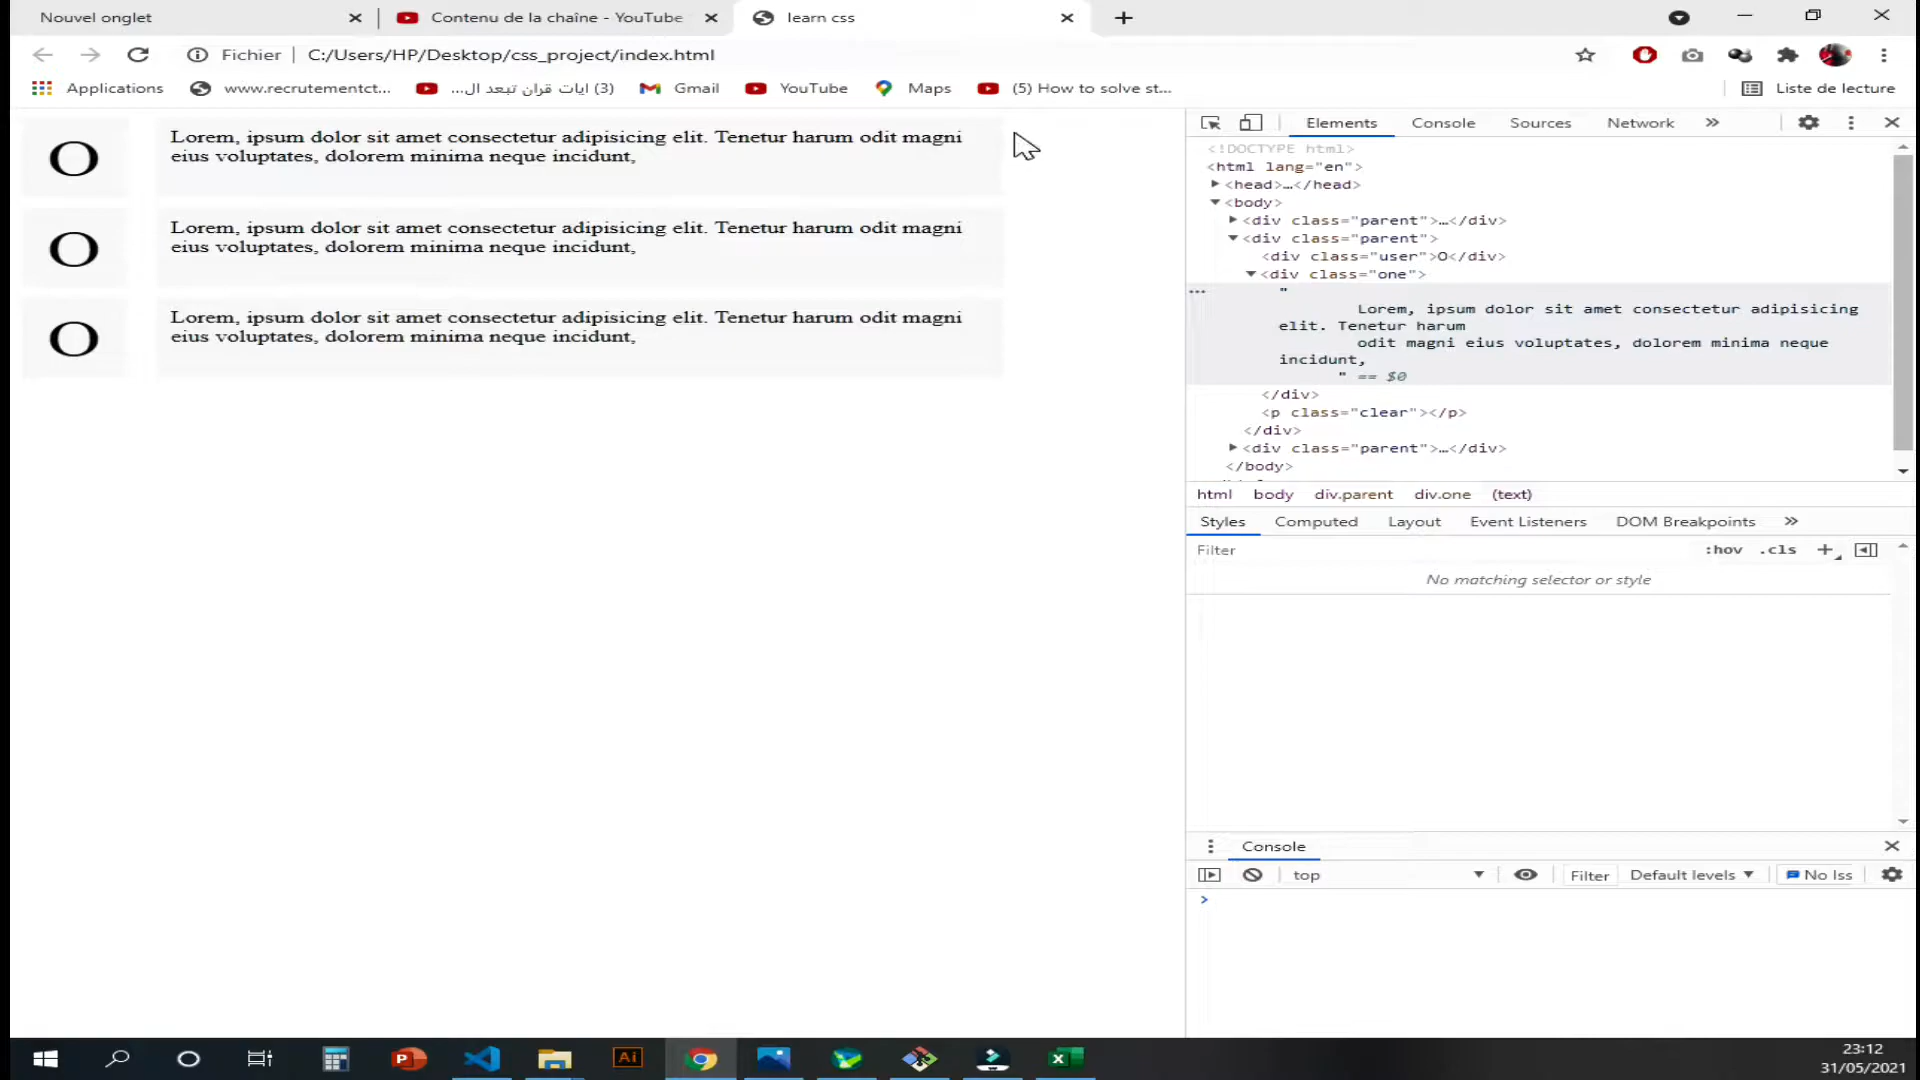 Nouvel onglet
Contenu de la chaîne - YouTube
learn css
Fichier
C:/Users/HP/Desktop/css_project/index.html
Applications
www.recrutementct...
(3) ايات قران تبعد ال...
Gmail
YouTube
Maps
(5) How to solve st...
Liste de lecture
O
Lorem, ipsum dolor sit amet consectetur adipisicing elit. Tenetur harum odit magni
eius voluptates, dolorem minima neque incidunt,
O
Lorem, ipsum dolor sit amet consectetur adipisicing elit. Tenetur harum odit magni
eius voluptates, dolorem minima neque incidunt,
O
Lorem, ipsum dolor sit amet consectetur adipisicing elit. Tenetur harum odit magni
eius voluptates, dolorem minima neque incidunt,
Elements Console Sources Network »
<!DOCTYPE html>
<html lang="en">
<head>…</head>
<body>
<div class="parent">…</div>
<div class="parent">
<div class="user">O</div>
<div class="one">
"
Lorem, ipsum dolor sit amet consectetur adipisicing
elit. Tenetur harum
odit magni eius voluptates, dolorem minima neque
incidunt,
" == $0
</div>
<p class="clear"></p>
</div>
<div class="parent">…</div>
</body>
html body div.parent div.one (text)
Styles Computed Layout Event Listeners DOM Breakpoints »
Filter :hov .cls +
No matching selector or style
Console
top Filter Default levels No Iss
>
P Ai X
23:12
31/05/2021